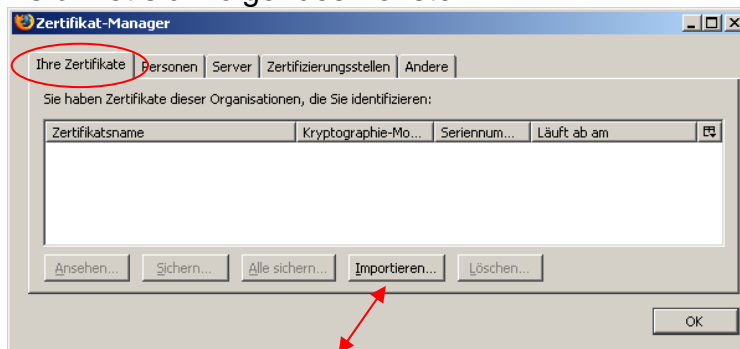 Zertifikat-Manager
Ihre Zertifikate Personen Server Zertifizierungsstellen Andere
Sie haben Zertifikate dieser Organisationen, die Sie identifizieren:
Zertifikatsname Kryptographie-Mo... Seriennum... Läuft ab am
Ansehen... Sichern... Alle sichern... Importieren... Löschen...
OK